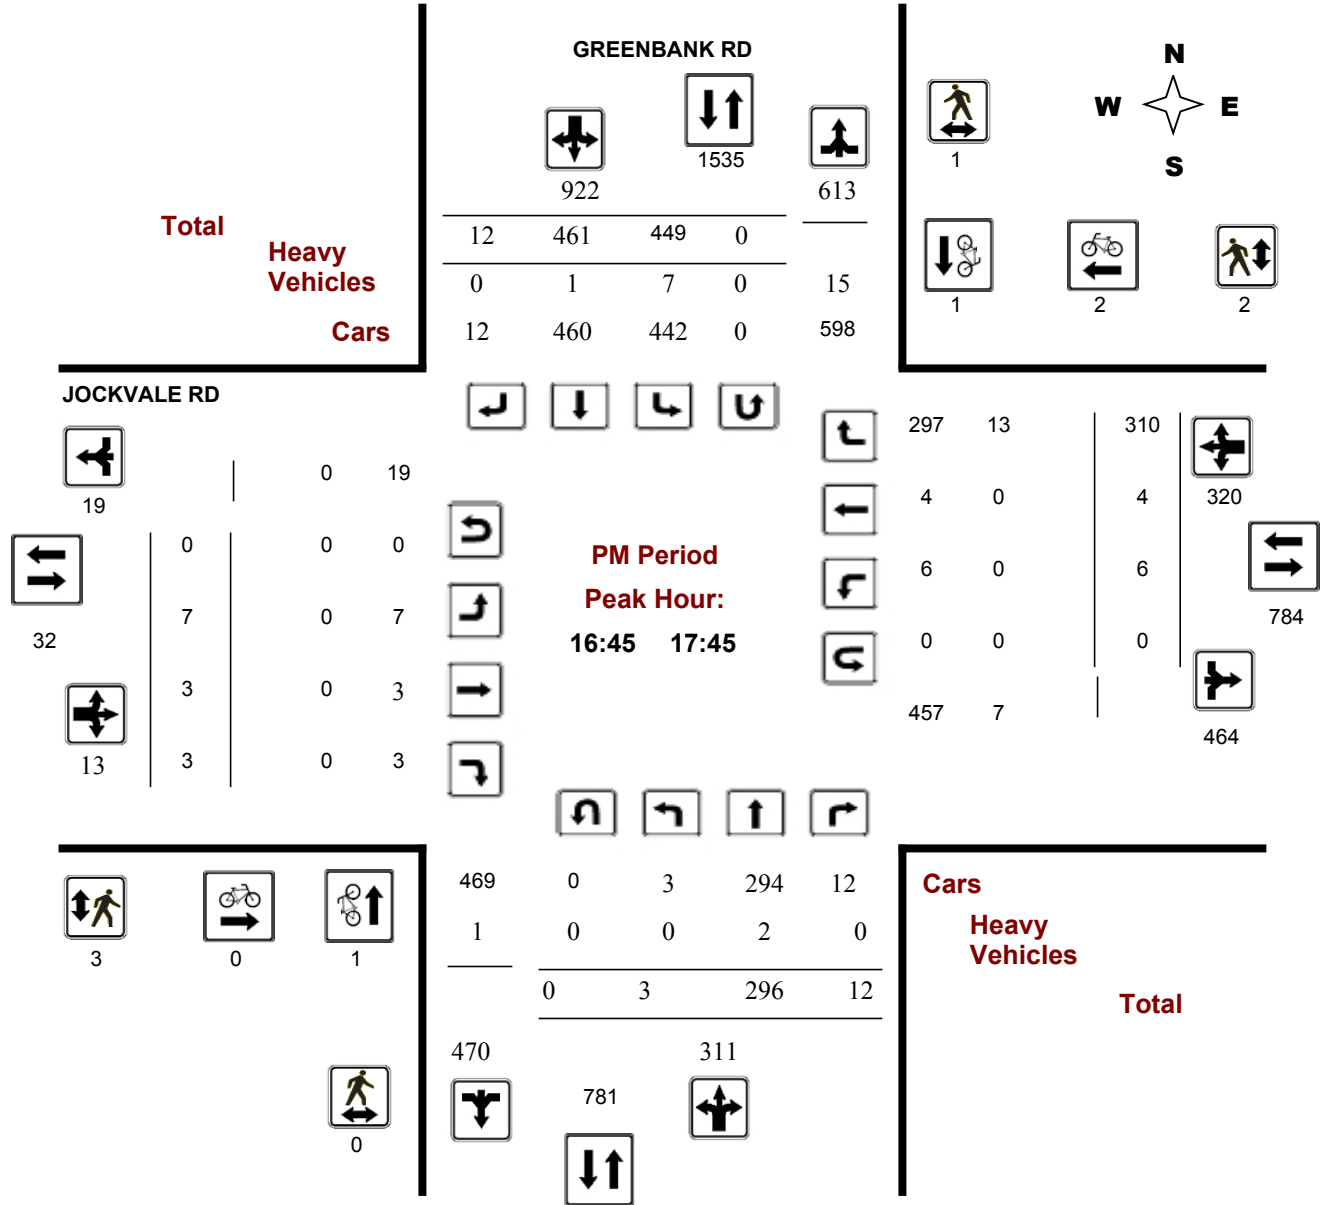 GREENBANK RD
N
W E
S
1535
1
922
613
Total
12 461 449 0
Heavy
Vehicles
0 1 7 0 15
1 2 2
Cars
12 460 442 0 598
JOCKVALE RD
297 13 310
0 19
19
4 0 4 320
0 0 0
PM Period
6 0 6
Peak Hour:
7 0 7
784
32
16:45 17:45
0 0 0
3 0 3
457 7
464
13
3 0 3
469 0 3 294 12
Cars
1 0 0 2 0
Heavy
Vehicles
3 0 1
0 3 296 12
Total
470 311
781
0